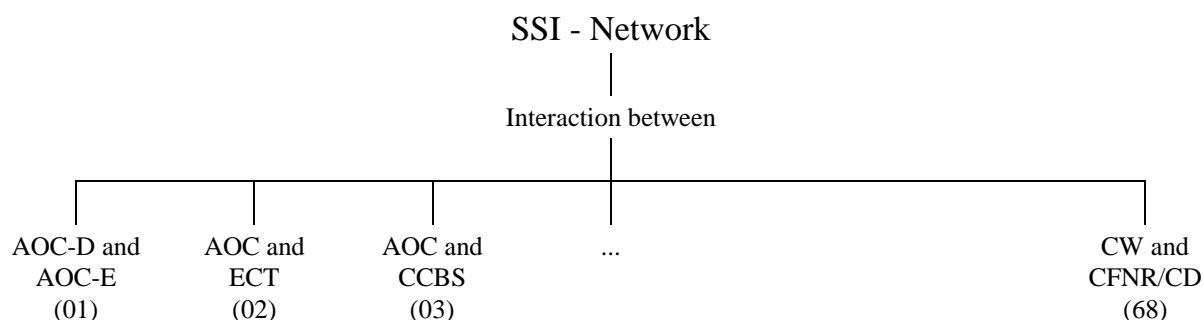 SSI - Network
Interaction between
AOC-D and
AOC-E
(01)
AOC and
ECT
(02)
AOC and
CCBS
(03)
...
CW and
CFNR/CD
(68)